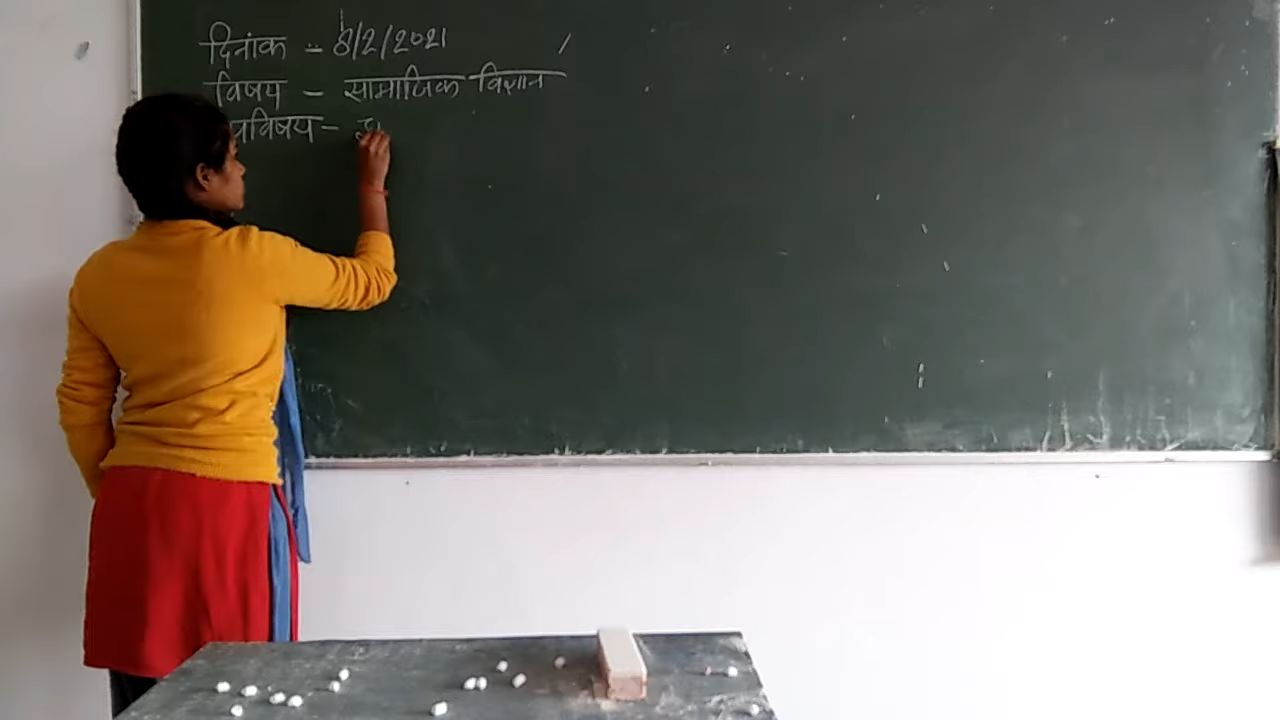 दिनांक - 8/2/2021
विषय - सामाजिक विज्ञान
प्रविषय -